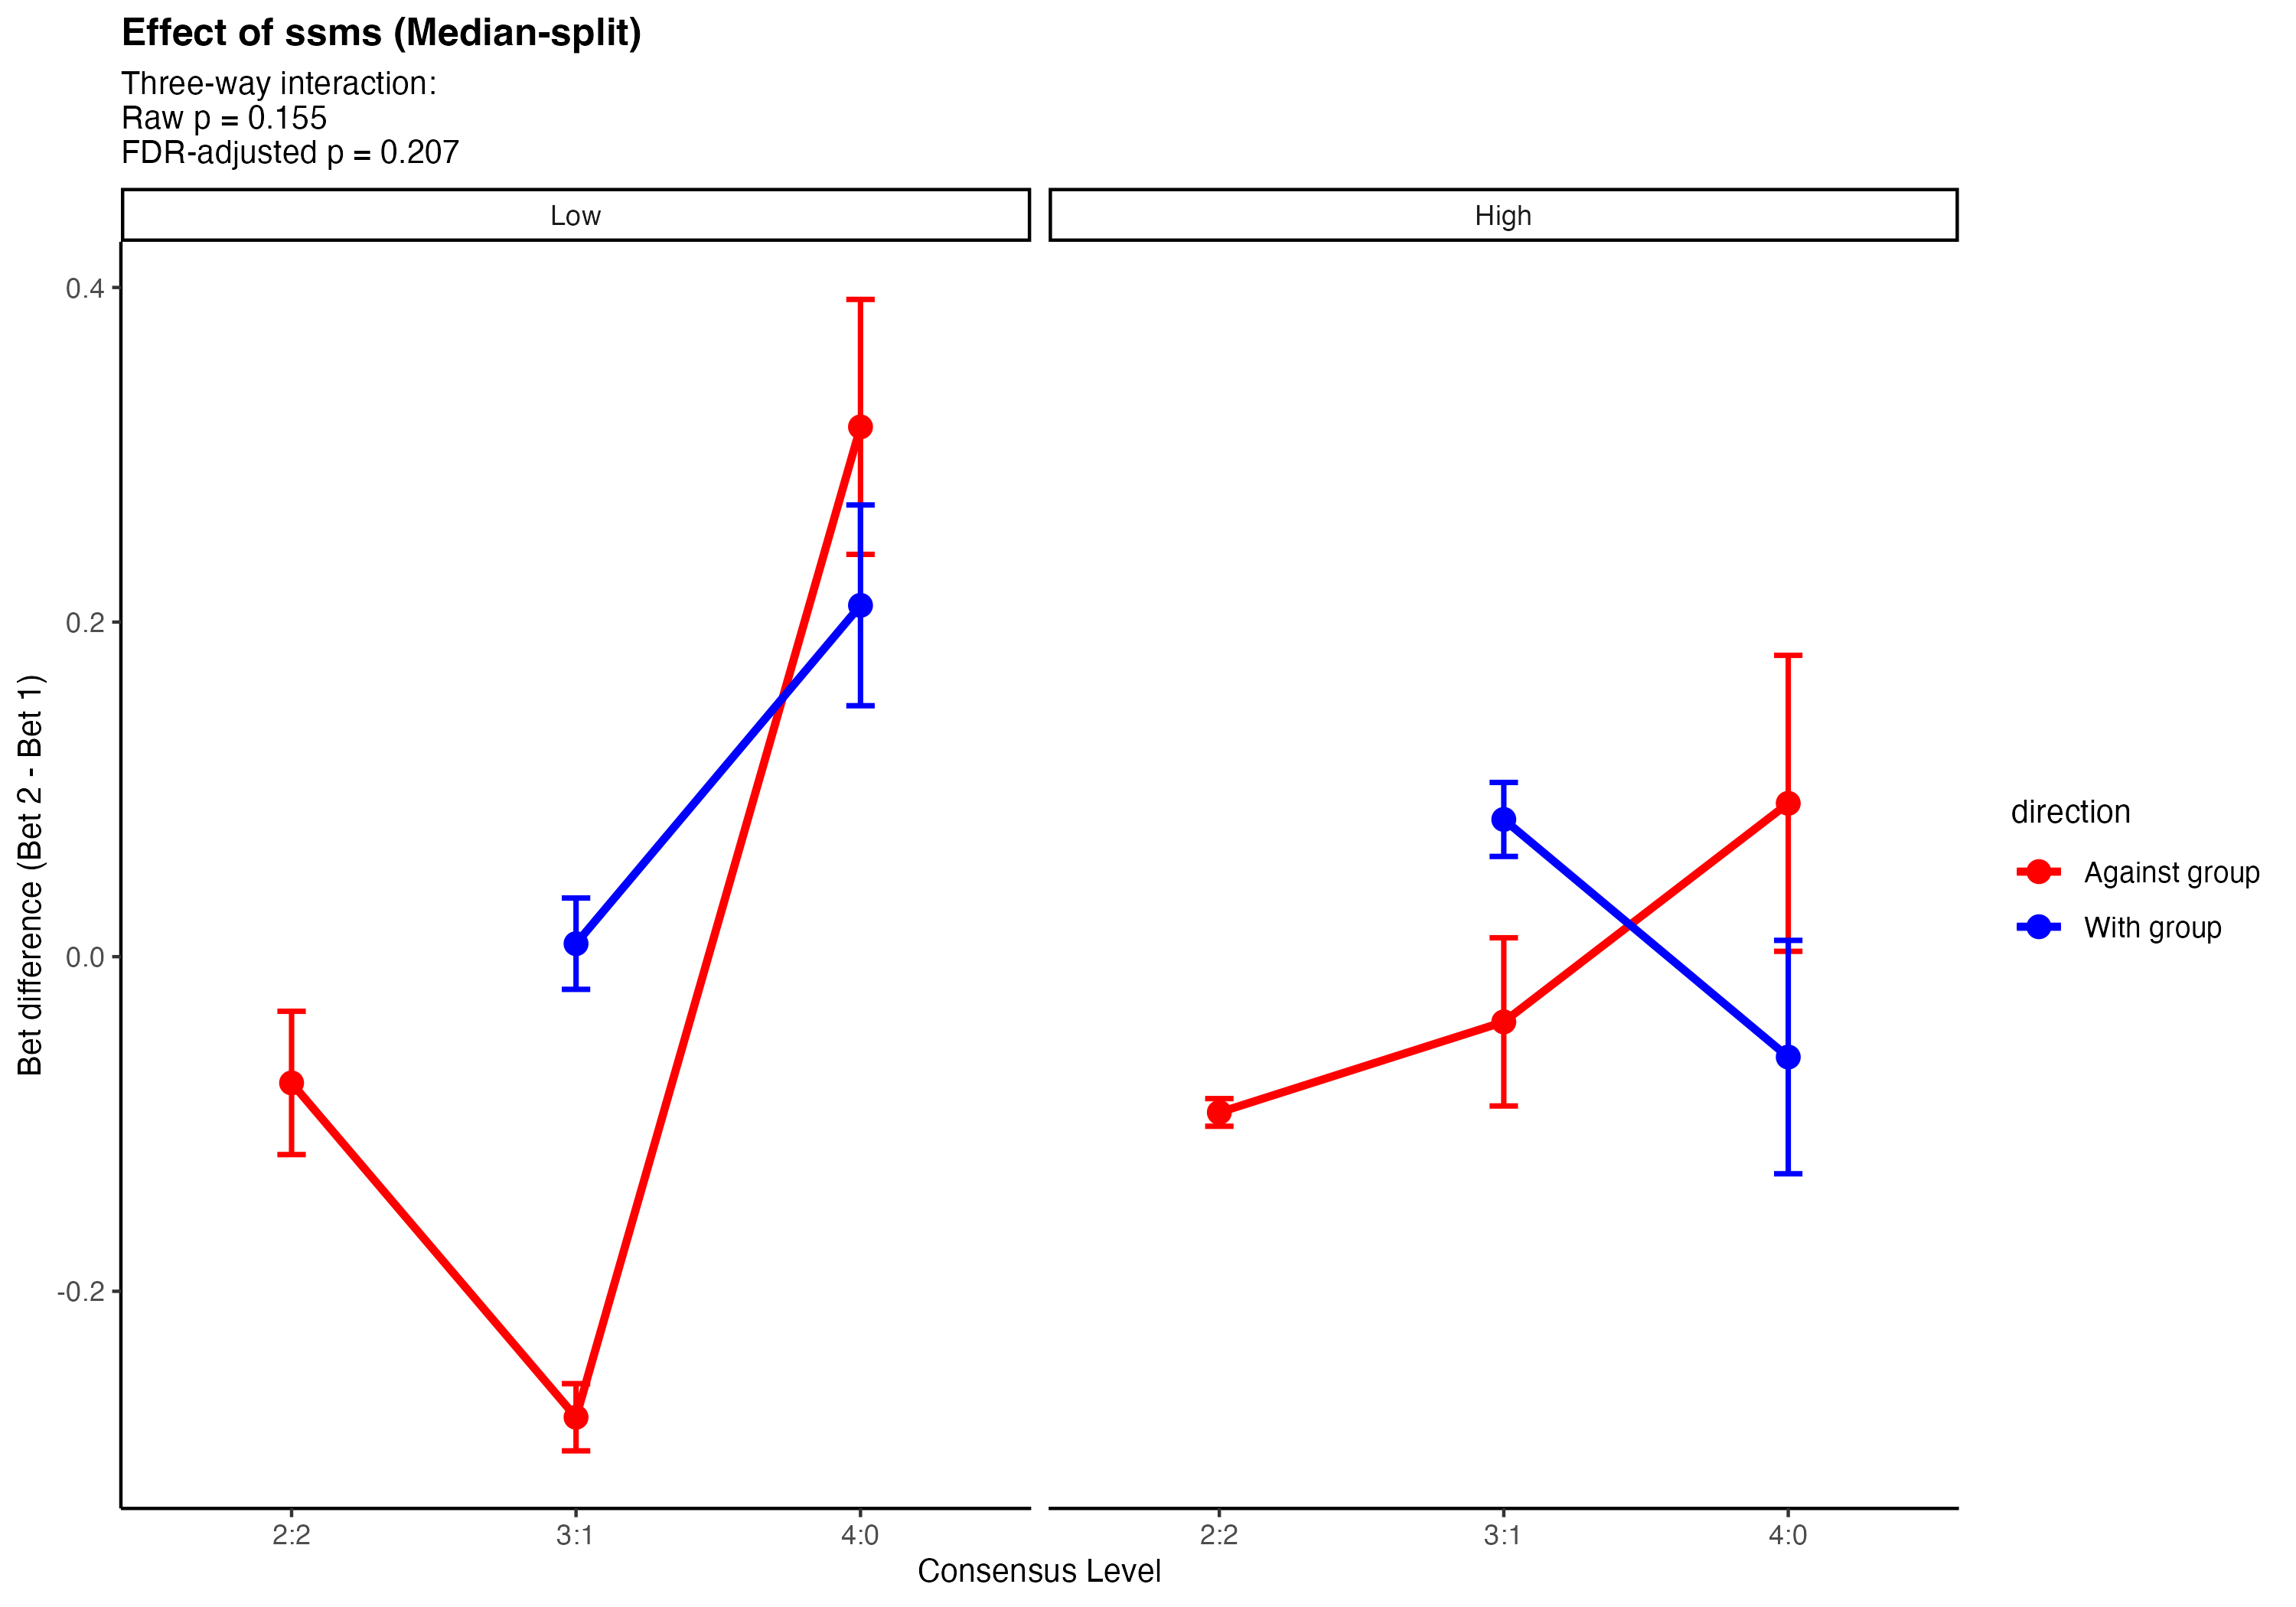 Effect of ssms (Median-split)
Three-way interaction:
Raw p = 0.155
FDR-adjusted p = 0.207
Low
High
0.4
0.2
0.0
-0.2
Bet difference (Bet 2 - Bet 1)
2:2
3:1
4:0
2:2
3:1
4:0
Consensus Level
direction
Against group
With group